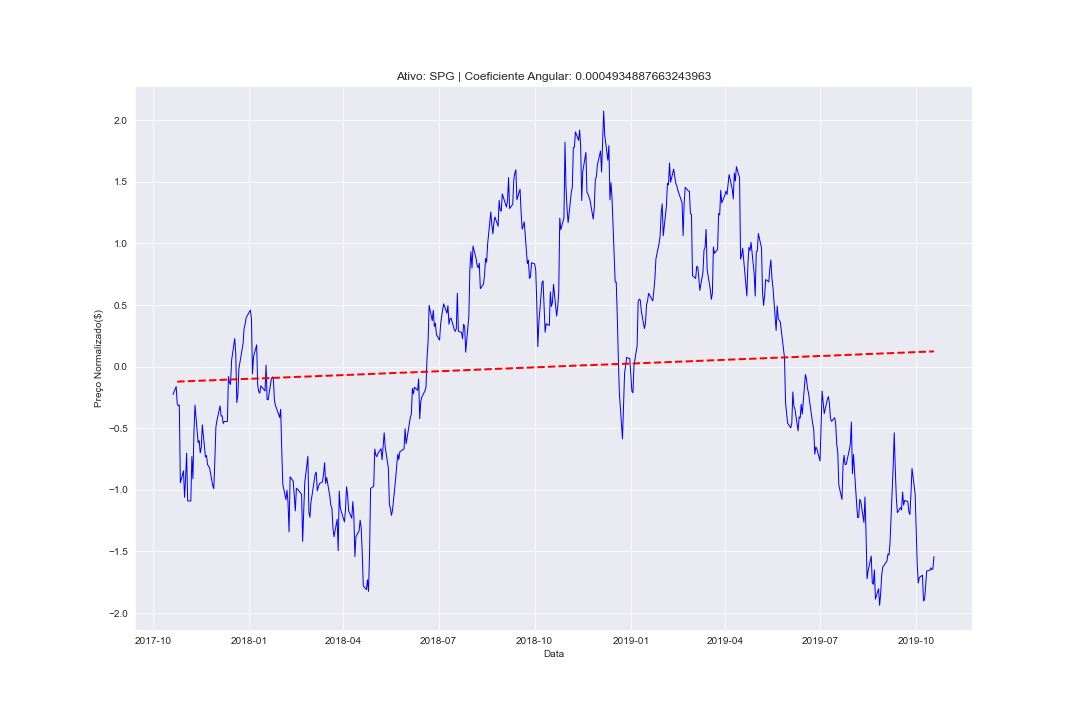 Ativo: SPG | Coeficiente Angular: 0.0004934887663243963
2.0
1.5
1.0
0.5
0.0
−0.5
−1.0
−1.5
−2.0
Preço Normalizado($)
2017-10 2018-01 2018-04 2018-07 2018-10 2019-01 2019-04 2019-07 2019-10
Data